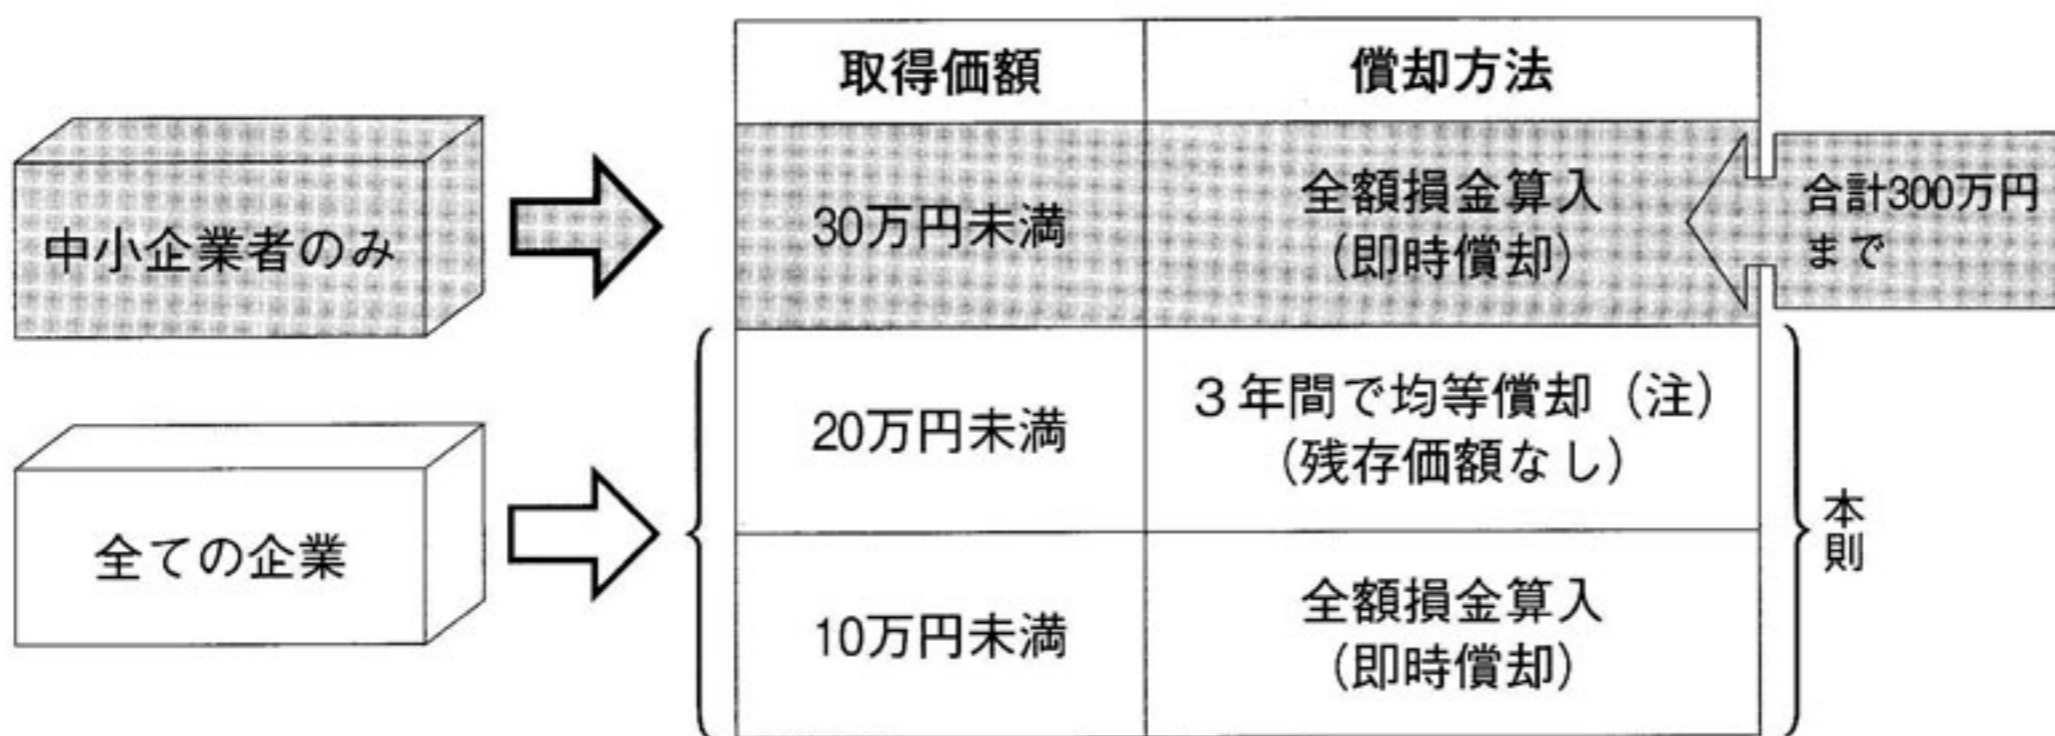 取得価額 償却方法
中小企業者のみ
30万円未満
全額損金算入
(即時償却)
合計300万円
まで
全ての企業
20万円未満
3年間で均等償却(注)
(残存価額なし)
10万円未満
全額損金算入
(即時償却)
本則